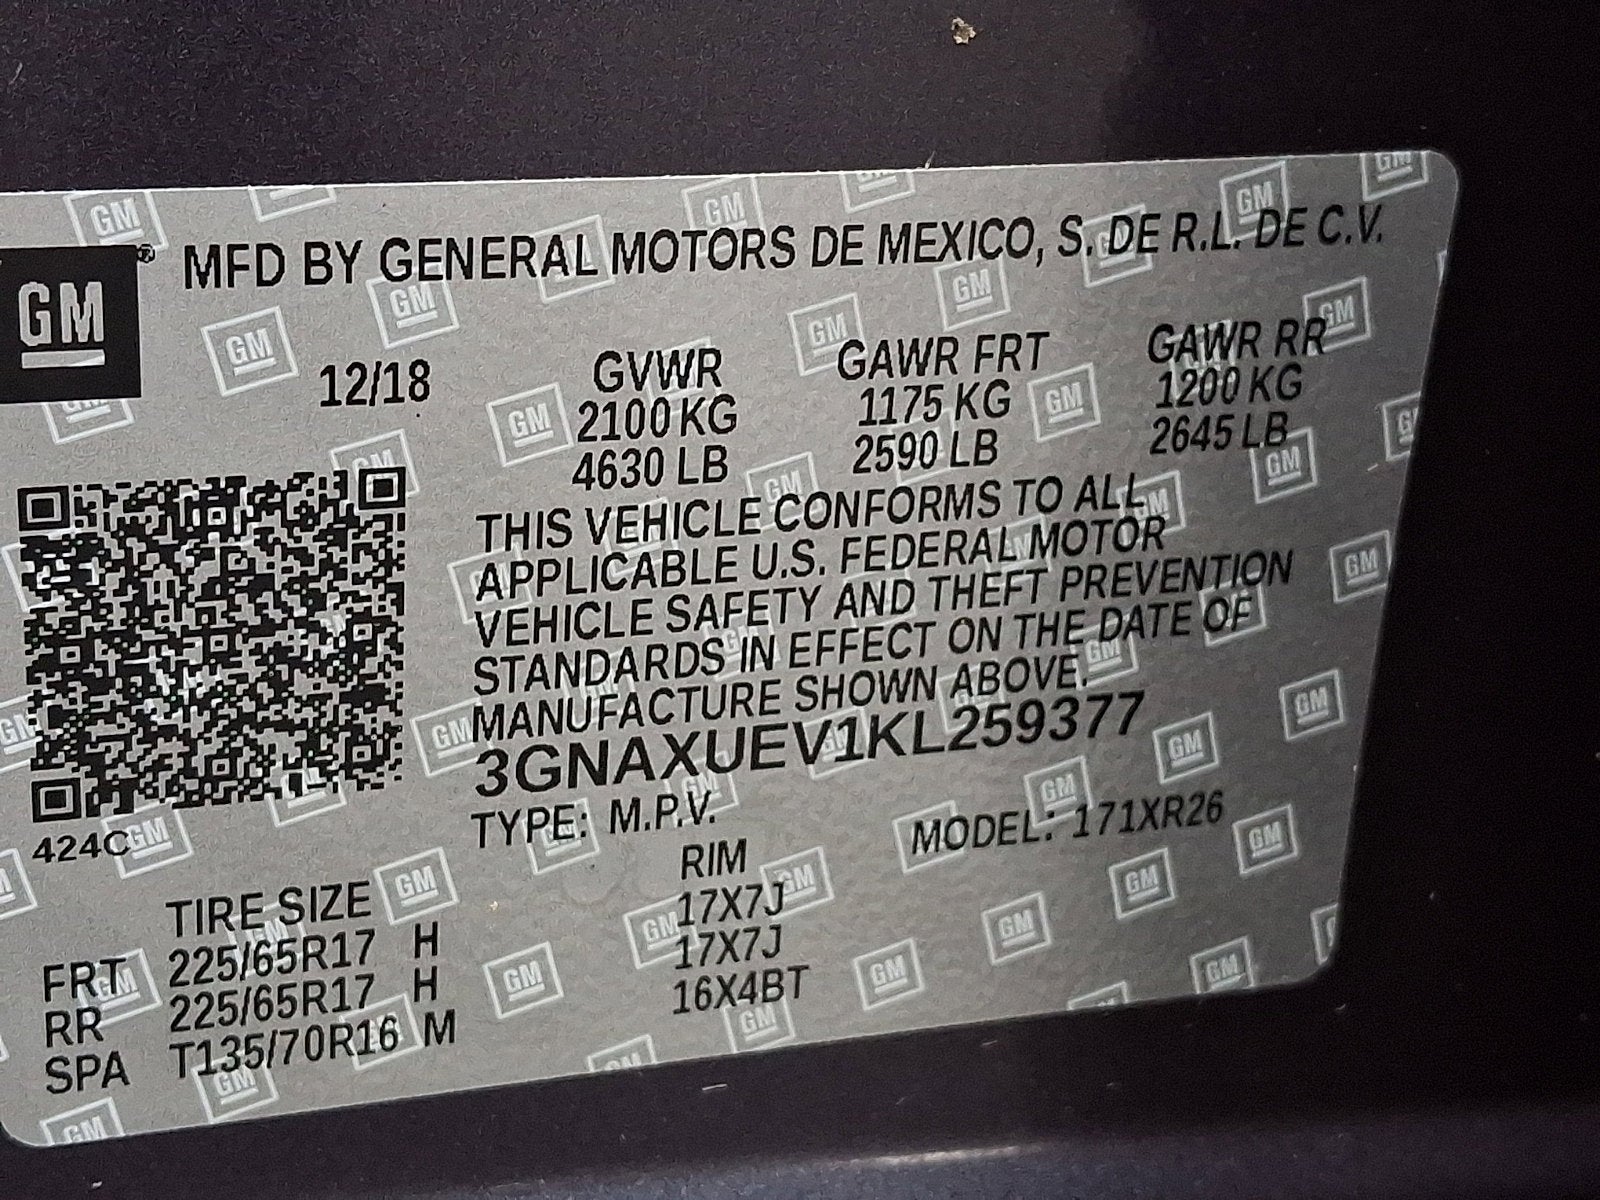 GM
MFD BY GENERAL MOTORS DE MEXICO, S. DE R.L. DE C.V.
12/18 GVWR GAWR FRT GAWR RR
2100 KG 1175 KG 1200 KG
4630 LB 2590 LB 2645 LB
THIS VEHICLE CONFORMS TO ALL
APPLICABLE U.S. FEDERAL MOTOR
VEHICLE SAFETY AND THEFT PREVENTION
STANDARDS IN EFFECT ON THE DATE OF
MANUFACTURE SHOWN ABOVE.
3GNAXUEV1KL259377
424C
TYPE: M.P.V. MODEL: 171XR26
TIRE SIZE RIM
FRT 225/65R17 H 17X7J
RR 225/65R17 H 17X7J
SPA T135/70R16 M 16X4BT